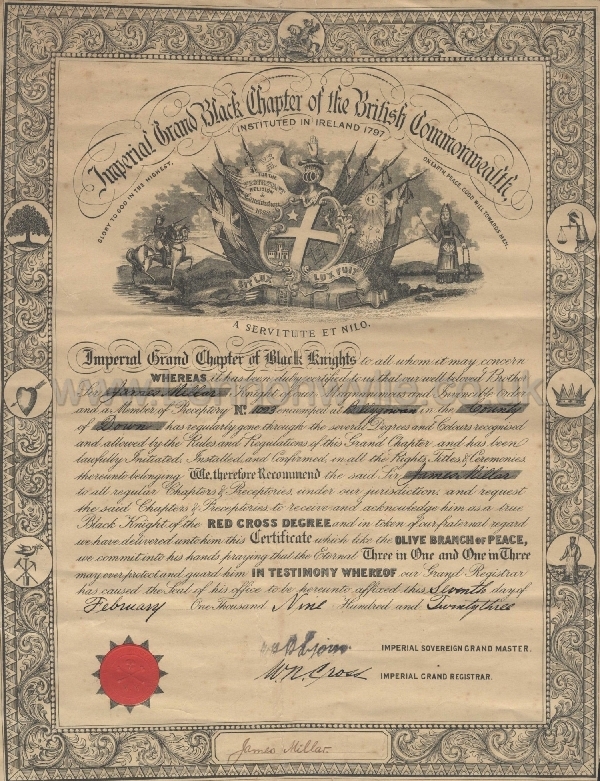 Imperial Grand Black Chapter of the British Commonwealth.
INSTITUTED IN IRELAND 1797
GLORY TO GOD IN THE HIGHEST,
ON EARTH, PEACE, GOOD WILL TOWARDS MEN.
SIT LUX LUX FUIT
A SERVITUTE ET NILO.
Imperial Grand Chapter of Black Knights to all whom it may concern
WHEREAS it has been duly certified to us that our well beloved Brother
Sir James Millar Knight of our Magnanimous and Invincible order
and a Member of Preceptory No. 1023 encamped at in the County
of Down has regularly gone through the several Degrees and Colours recognised
and allowed by the Rules and Regulations of this Grand Chapter and has been
lawfully Initiated, Installed, and Confirmed, in all the Rights, Titles, & Ceremonies
thereunto belonging We, therefore Recommend the said Sir James Millar
to all regular Chapters & Preceptories under our jurisdiction, and request
the said Chapters & Preceptories to receive and acknowledge him as a true
Black Knight of the RED CROSS DEGREE and in token of our fraternal regard
we have delivered unto him this Certificate which like the OLIVE BRANCH OF PEACE,
we commit into his hands praying that the Eternal Three in One and One in Three
may ever protect and guard him IN TESTIMONY WHEREOF our Grand Registrar
has caused the Seal of his office to be hereunto affixed this Seventh day of
February One Thousand Nine Hundred and Twentythree
IMPERIAL SOVEREIGN GRAND MASTER.
W.R. Cross IMPERIAL GRAND REGISTRAR.
James Millar.